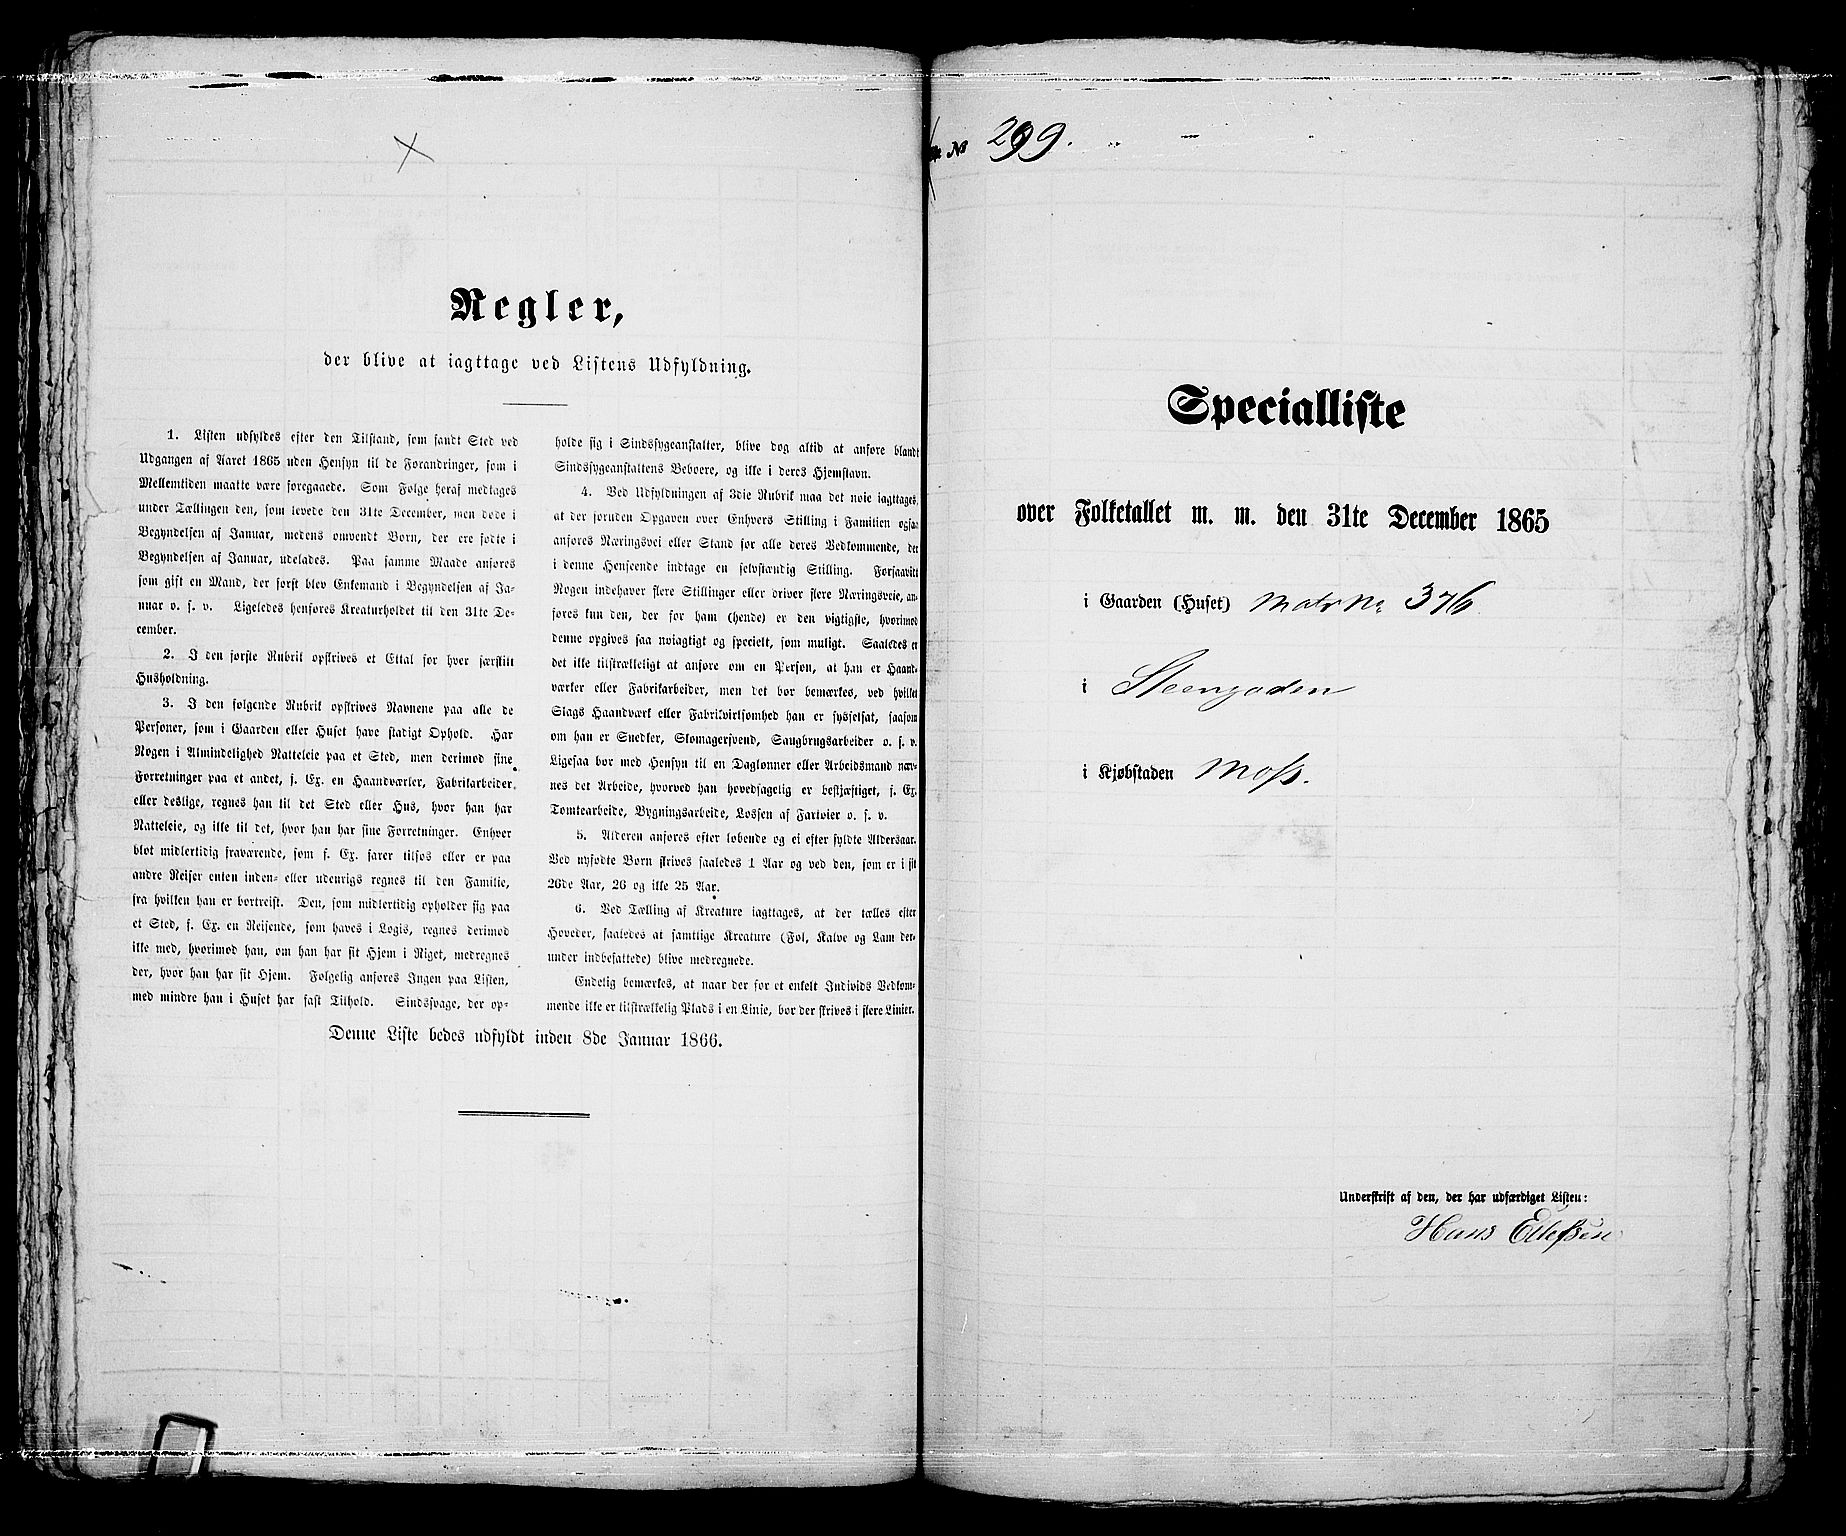 Regler,
der blive at iagttage ved Listens Udfyldning.
1. Listen udfyldes efter den Tilstand, som fandt Sted ved
Udgangen af Aaret 1865 uden Hensyn til de Forandringer, som i
Mellemtiden maatte være foregaaede. Som Følge heraf medtages
under Tællingen den, som levede den 31te December, men døde i
Begyndelsen af Januar, medens omvendt Børn, der ere fødte i
Begyndelsen af Januar, udelades. Paa samme Maade anføres
som gift en Mand, der først blev Enkemand i Begyndelsen af Ja-
nuar o. s. v. Ligeledes henføres Kreaturholdet til den 31te De-
cember.
2. I den første Rubrik opskrives et Ettal for hver særskilt
Husholdning.
3. I den følgende Rubrik opskrives Navnene paa alle de
Personer, som i Gaarden eller Huset have stadigt Ophold. Har
Nogen i Almindelighed Natteleie paa et Sted, men derimod sine
Forretninger paa et andet, f. Ex. en Haandværker, Fabrikarbeider
eller deslige, regnes han til det Sted eller Hus, hvor han har
Natteleie, og ikke til det, hvor han har sine Forretninger. Enhver
blot midlertidig fraværende, som f. Ex. farer tilsøs eller er paa
andre Reiser enten inden- eller udenrigs regnes til den Familie,
fra hvilken han er bortreist. Den, som midlertidig opholder sig paa
et Sted, f. Ex. en Reisende, som haves i Logis, regnes derimod
ikke med, hvorimod han, om han har sit Hjem i Riget, medregnes
der, hvor han har sit Hjem. Følgelig anføres Ingen paa Listen,
med mindre han i Huset har fast Tilhold. Sindssvage, der op-
holde sig i Sindssygeanstalter, blive dog altid at anføre blandt
Sindssygeanstaltens Beboere, og ikke i deres Hjemstavn.
4. Ved Udfyldningen af 3die Rubrik maa det nøie iagttages,
at der foruden Opgaven over Enhvers Stilling i Familien ogsaa
anføres Næringsvei eller Stand for alle deres Vedkommende, der
i denne Henseende indtage en selvstændig Stilling. Forsaavitt
Nogen indehaver flere Stillinger eller driver flere Næringsveie, an-
føres kun den, der for ham (hende) er den vigtigste, hvorimod
denne opgives saa nøiagtigt og specielt, som muligt. Saaledes er
det ikke tilstrækkeligt at anføre om en Person, at han er Haand-
værker eller Fabrikarbeider, men det bør bemærkes, ved hvilket
Slags Haandværk eller Fabrikvirksomhed han er sysselsat, saasom
om han er Snedker, Skomagersvend, Saugbrugsarbeider o. s. v.
Ligesaa bør med Hensyn til en Daglønner eller Arbeidsmand næv-
nes det Arbeide, hvorved han hovedsagelig er beskjæftiget, f. Ex.
Tomtearbeide, Bygningsarbeide, Lossen af Fartøier o. s. v.
5. Alderen anføres efter løbende og ei efter fyldte Aldersaar.
Ved nyfødte Børn skrives saaledes 1 Aar og ved den, som er i sit
26de Aar, 26 og ikke 25 Aar.
6. Ved Tælling af Kreature iagttages, at der tælles efter
Hoveder, saaledes at samtlige Kreature (Føl, Kalve og Lam der-
under indbefattede) blive medregnede.
Endelig bemærkes, at naar der for et enkelt Individs Vedkom-
mende ikke er tilstrækkelig Plads i en Linie, bør der skrives i flere Linier.
Denne Liste bedes udfyldt inden 8de Januar 1866.
No 299.
Specialliste
over Folketallet m. m. den 31te December 1865
i Gaarden (Huset) Matr No 376
i Steengaden
i Kjøbstaden Moss.
Underskrift af den, der har udfærdiget Listen:
Hans